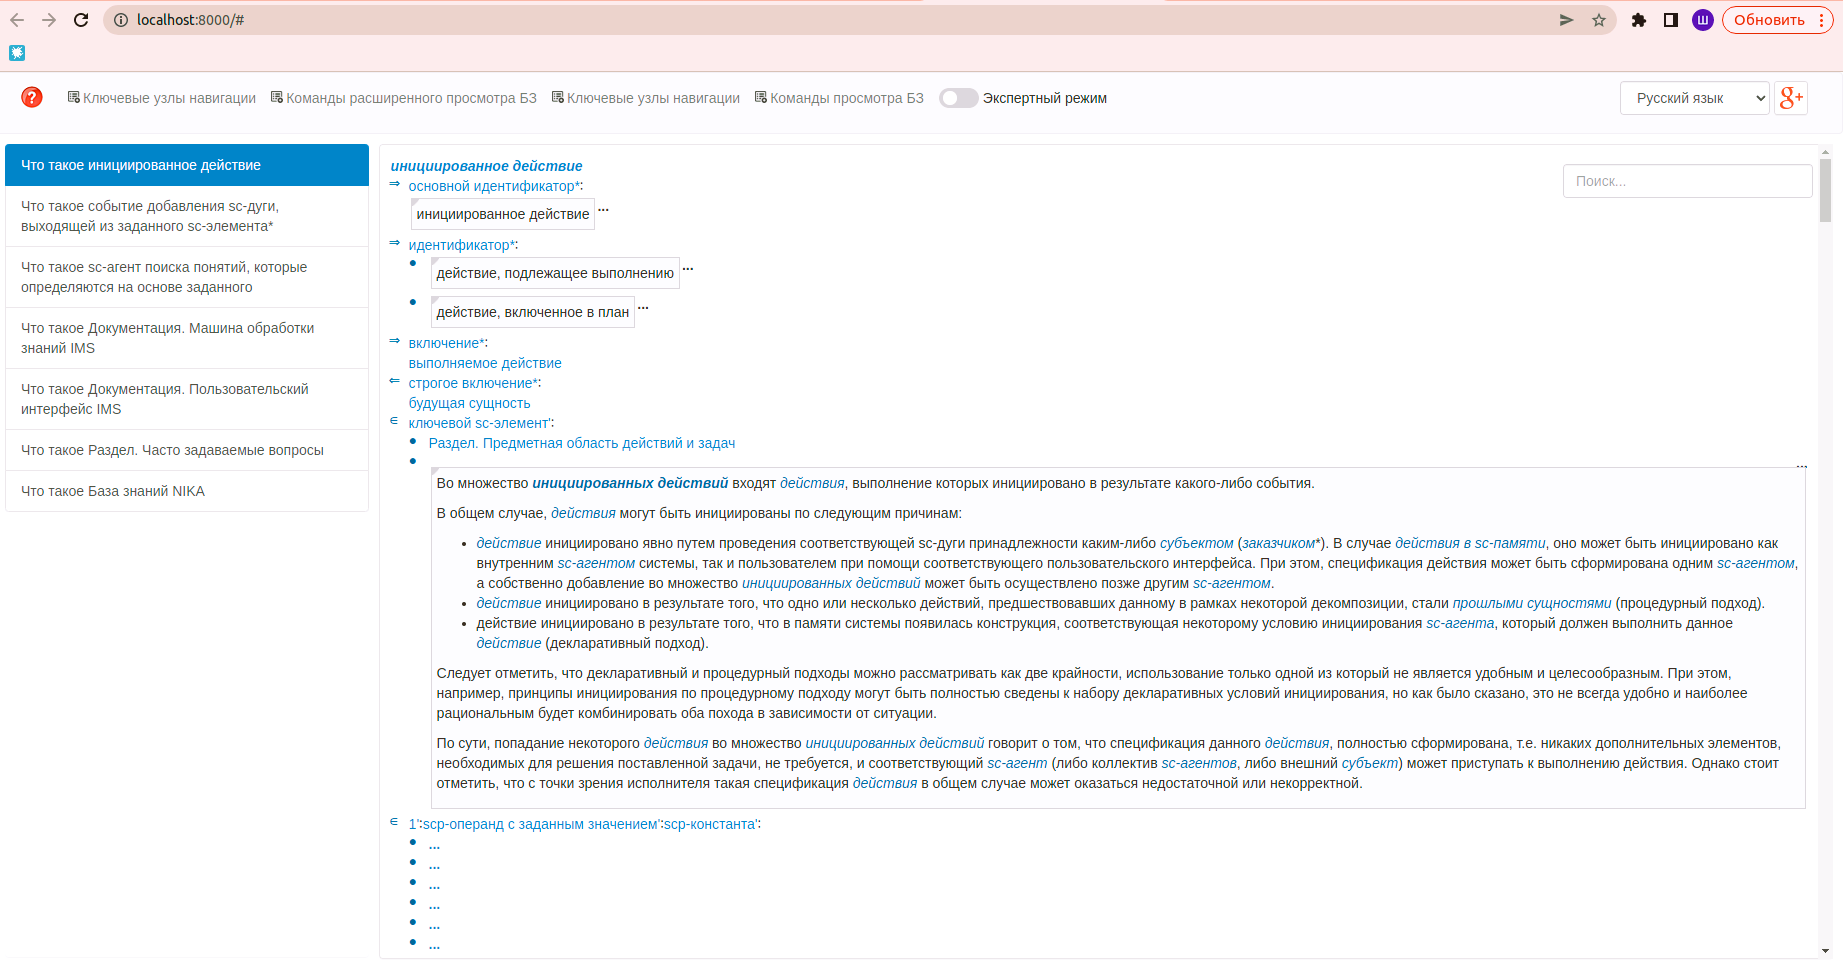 localhost:8000/#
Ш
Обновить
Ключевые узлы навигации Команды расширенного просмотра БЗ Ключевые узлы навигации Команды просмотра БЗ Экспертный режим
Русский язык
g+
Что такое инициированное действие
Что такое событие добавления sc-дуги,
выходящей из заданного sc-элемента*
Что такое sc-агент поиска понятий, которые
определяются на основе заданного
Что такое Документация. Машина обработки
знаний IMS
Что такое Документация. Пользовательский
интерфейс IMS
Что такое Раздел. Часто задаваемые вопросы
Что такое База знаний NIKA
Поиск...
инициированное действие
⇒ основной идентификатор*:
инициированное действие ...
⇒ идентификатор*:
• действие, подлежащее выполнению ...
• действие, включенное в план ...
⇒ включение*:
выполняемое действие
⇐ строгое включение*:
будущая сущность
∈ ключевой sc-элемент':
• Раздел. Предметная область действий и задач
• ...
Во множество инициированных действий входят действия, выполнение которых инициировано в результате какого-либо события.
В общем случае, действия могут быть инициированы по следующим причинам:
• действие инициировано явно путем проведения соответствующей sc-дуги принадлежности каким-либо субъектом (заказчиком*). В случае действия в sc-памяти, оно может быть инициировано как
внутренним sc-агентом системы, так и пользователем при помощи соответствующего пользовательского интерфейса. При этом, спецификация действия может быть сформирована одним sc-агентом,
а собственно добавление во множество инициированных действий может быть осуществлено позже другим sc-агентом.
• действие инициировано в результате того, что одно или несколько действий, предшествовавших данному в рамках некоторой декомпозиции, стали прошлыми сущностями (процедурный подход).
• действие инициировано в результате того, что в памяти системы появилась конструкция, соответствующая некоторому условию инициирования sc-агента, который должен выполнить данное
действие (декларативный подход).
Следует отметить, что декларативный и процедурный подходы можно рассматривать как две крайности, использование только одной из который не является удобным и целесообразным. При этом,
например, принципы инициирования по процедурному подходу могут быть полностью сведены к набору декларативных условий инициирования, но как было сказано, это не всегда удобно и наиболее
рациональным будет комбинировать оба похода в зависимости от ситуации.
По сути, попадание некоторого действия во множество инициированных действий говорит о том, что спецификация данного действия, полностью сформирована, т.е. никаких дополнительных элементов,
необходимых для решения поставленной задачи, не требуется, и соответствующий sc-агент (либо коллектив sc-агентов, либо внешний субъект) может приступать к выполнению действия. Однако стоит
отметить, что с точки зрения исполнителя такая спецификация действия в общем случае может оказаться недостаточной или некорректной.
∈ 1':scp-операнд с заданным значением':scp-константа':
• ...
• ...
• ...
• ...
• ...
• ...